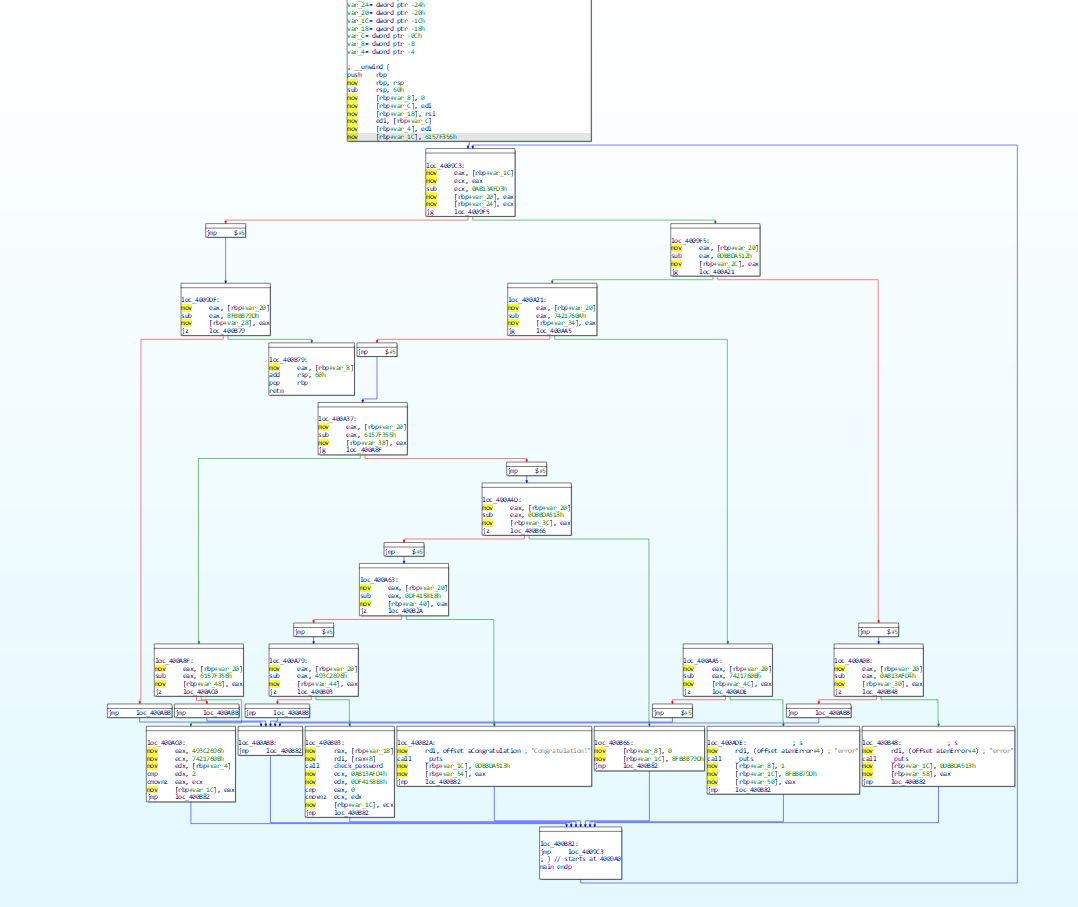 var_24= dword ptr -24h
var_20= dword ptr -20h
var_1C= dword ptr -1Ch
var_18= qword ptr -18h
var_C= dword ptr -0Ch
var_8= dword ptr -8
var_4= dword ptr -4
; __unwind {
push rbp
mov rbp, rsp
sub rsp, 60h
mov [rbp+var_8], 0
mov [rbp+var_C], edi
mov [rbp+var_18], rsi
mov edi, [rbp+var_C]
mov [rbp+var_4], edi
mov [rbp+var_1C], 6157F356h
loc_4009C3:
mov eax, [rbp+var_1C]
mov ecx, eax
sub ecx, 0AB13AFD3h
mov [rbp+var_20], eax
mov [rbp+var_24], ecx
jg loc_4009F5
jmp $+5
loc_4009F5:
mov eax, [rbp+var_20]
sub eax, 0DBBDA512h
mov [rbp+var_2C], eax
jg loc_400A21
loc_4009DF:
mov eax, [rbp+var_20]
sub eax, 8FBBB79Dh
mov [rbp+var_28], eax
jz loc_400B79
loc_400A21:
mov eax, [rbp+var_20]
sub eax, 7421760Ah
mov [rbp+var_34], eax
jg loc_400AA5
loc_400B79:
mov eax, [rbp+var_8]
add rsp, 60h
pop rbp
retn
jmp $+5
loc_400A37:
mov eax, [rbp+var_20]
sub eax, 6157F355h
mov [rbp+var_38], eax
jg loc_400A8F
jmp $+5
loc_400A4D:
mov eax, [rbp+var_20]
sub eax, 0DBBDA513h
mov [rbp+var_3C], eax
jz loc_400B66
jmp $+5
loc_400A63:
mov eax, [rbp+var_20]
sub eax, 0DF4158E8h
mov [rbp+var_40], eax
jz loc_400B2A
jmp $+5
jmp $+5
loc_400A8F:
mov eax, [rbp+var_20]
sub eax, 6157F356h
mov [rbp+var_48], eax
jz loc_400AC0
loc_400A79:
mov eax, [rbp+var_20]
sub eax, 493C2696h
mov [rbp+var_44], eax
jz loc_400B03
loc_400AA5:
mov eax, [rbp+var_20]
sub eax, 7421760Bh
mov [rbp+var_4C], eax
jz loc_400ADE
loc_400A0B:
mov eax, [rbp+var_20]
sub eax, 0AB13AFD4h
mov [rbp+var_30], eax
jz loc_400B48
jmp loc_400ABB
jmp loc_400ABB
jmp loc_400ABB
jmp $+5
jmp loc_400ABB
loc_400AC0:
mov eax, 493C2696h
mov ecx, 7421760Bh
mov edx, [rbp+var_4]
cmp edx, 2
cmovnz eax, ecx
mov [rbp+var_1C], eax
jmp loc_400B82
loc_400ABB:
jmp loc_400B82
loc_400B03:
mov rax, [rbp+var_18]
mov rdi, [rax+8]
call check_password
mov ecx, 0AB13AFD4h
mov edx, 0DF4158E8h
cmp eax, 0
cmovnz ecx, edx
mov [rbp+var_1C], ecx
jmp loc_400B82
loc_400B2A:
mov rdi, offset aCongratulation ; "Congratulation!"
call puts
mov [rbp+var_1C], 0DBBDA513h
mov [rbp+var_54], eax
jmp loc_400B82
loc_400B66:
mov [rbp+var_8], 0
mov [rbp+var_1C], 8FBBB79Dh
jmp loc_400B82
loc_400ADE: ; s
mov rdi, (offset aiemError+4) ; "error"
call puts
mov [rbp+var_8], 1
mov [rbp+var_1C], 8FBBB79Dh
mov [rbp+var_50], eax
jmp loc_400B82
loc_400B48: ; s
mov rdi, (offset aiemError+4) ; "error"
call puts
mov [rbp+var_1C], 0DBBDA513h
mov [rbp+var_58], eax
jmp loc_400B82
loc_400B82:
jmp loc_4009C3
; } // starts at 4009A0
main endp